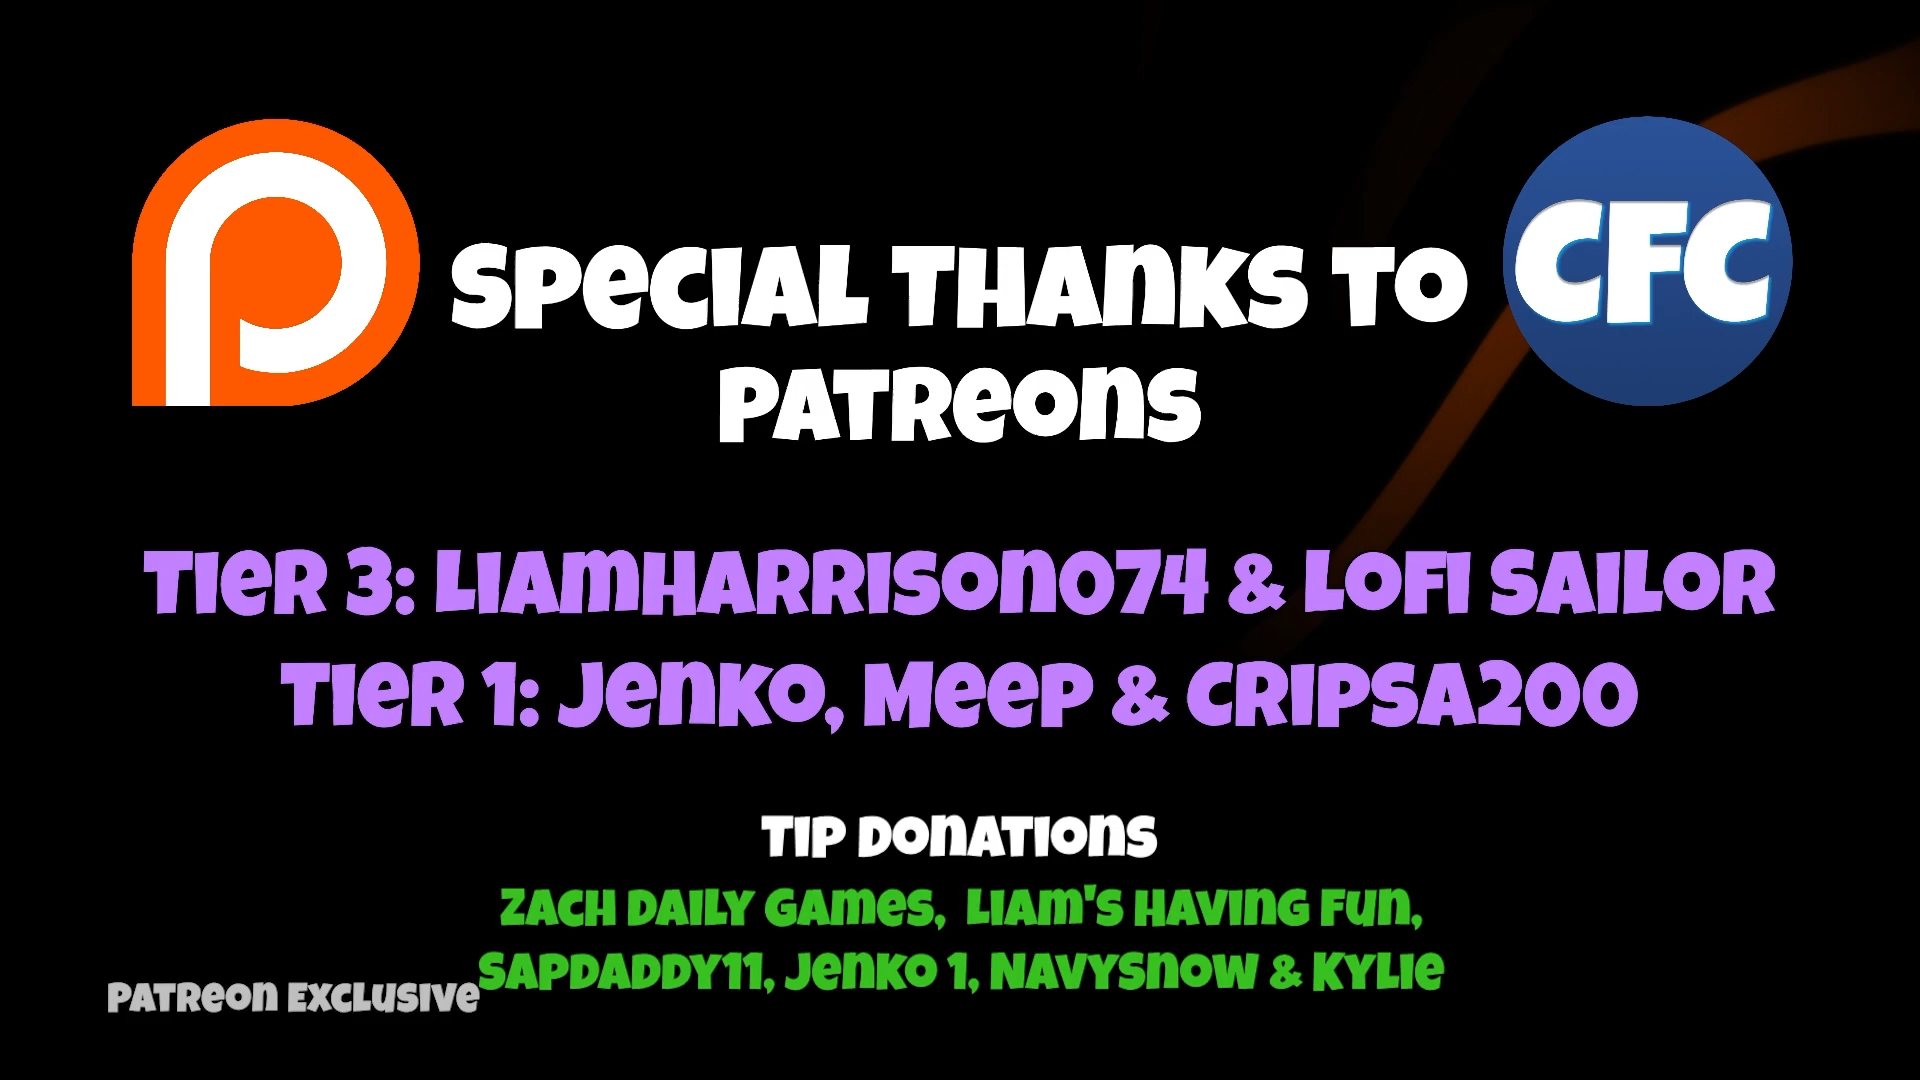 CFC
SPECIAL THANKS TO
PATREONS
TIER 3: LIAMHARRISON074 & LOFI SAILOR
TIER 1: JENKO, MEEP & CRIPSA200
TIP DONATIONS
ZACH DAILY GAMES, LIAM'S HAVING FUN,
SAPDADDY11, JENKO 1, NAVYSNOW & KYLIE
PATREON EXCLUSIVE